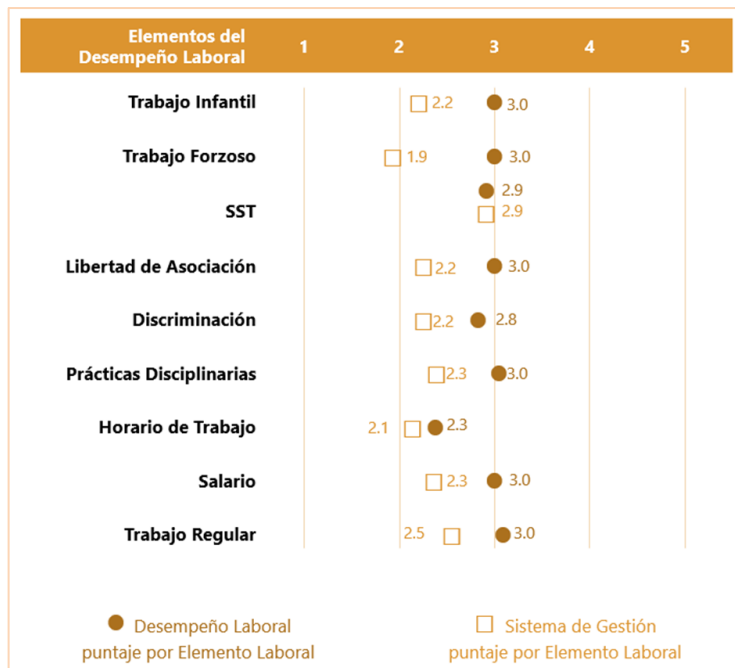 Elementos del
Desempeño Laboral
1 2 3 4 5
Trabajo Infantil 2.2 3.0
Trabajo Forzoso 1.9 3.0
2.9
SST 2.9
Libertad de Asociación 2.2 3.0
Discriminación 2.2 2.8
Prácticas Disciplinarias 2.3 3.0
Horario de Trabajo 2.1 2.3
Salario 2.3 3.0
Trabajo Regular 2.5 3.0
Desempeño Laboral
puntaje por Elemento Laboral
Sistema de Gestión
puntaje por Elemento Laboral